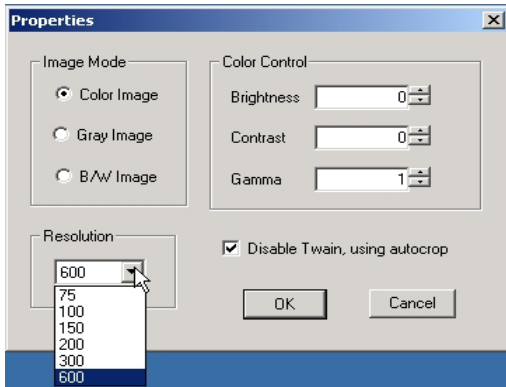 Properties
Image Mode
Color Image
Gray Image
B/W Image
Color Control
Brightness 0
Contrast 0
Gamma 1
Resolution
600
75
100
150
200
300
600
Disable Twain, using autocrop
OK Cancel